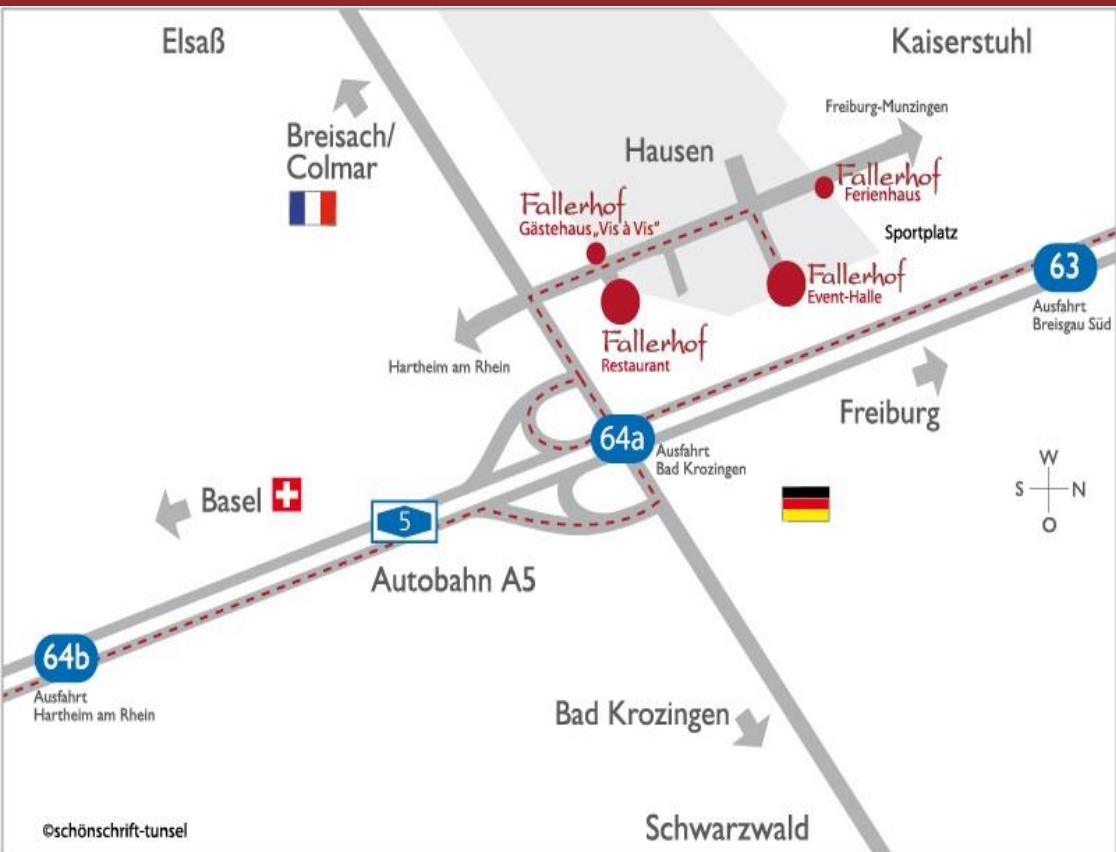 Elsaß
Kaiserstuhl
Freiburg-Munzingen
Breisach/
Colmar
Hausen
Fallerhof
Ferienhaus
Fallerhof
Gästehaus „Vis à Vis“
Sportplatz
63
Fallerhof
Event-Halle
Ausfahrt
Breisgau Süd
Fallerhof
Restaurant
Hartheim am Rhein
Freiburg
64a
Ausfahrt
Bad Krozingen
W
S
N
O
Basel
5
Autobahn A5
64b
Ausfahrt
Hartheim am Rhein
Bad Krozingen
Schwarzwald
©schönschrift-tunsel